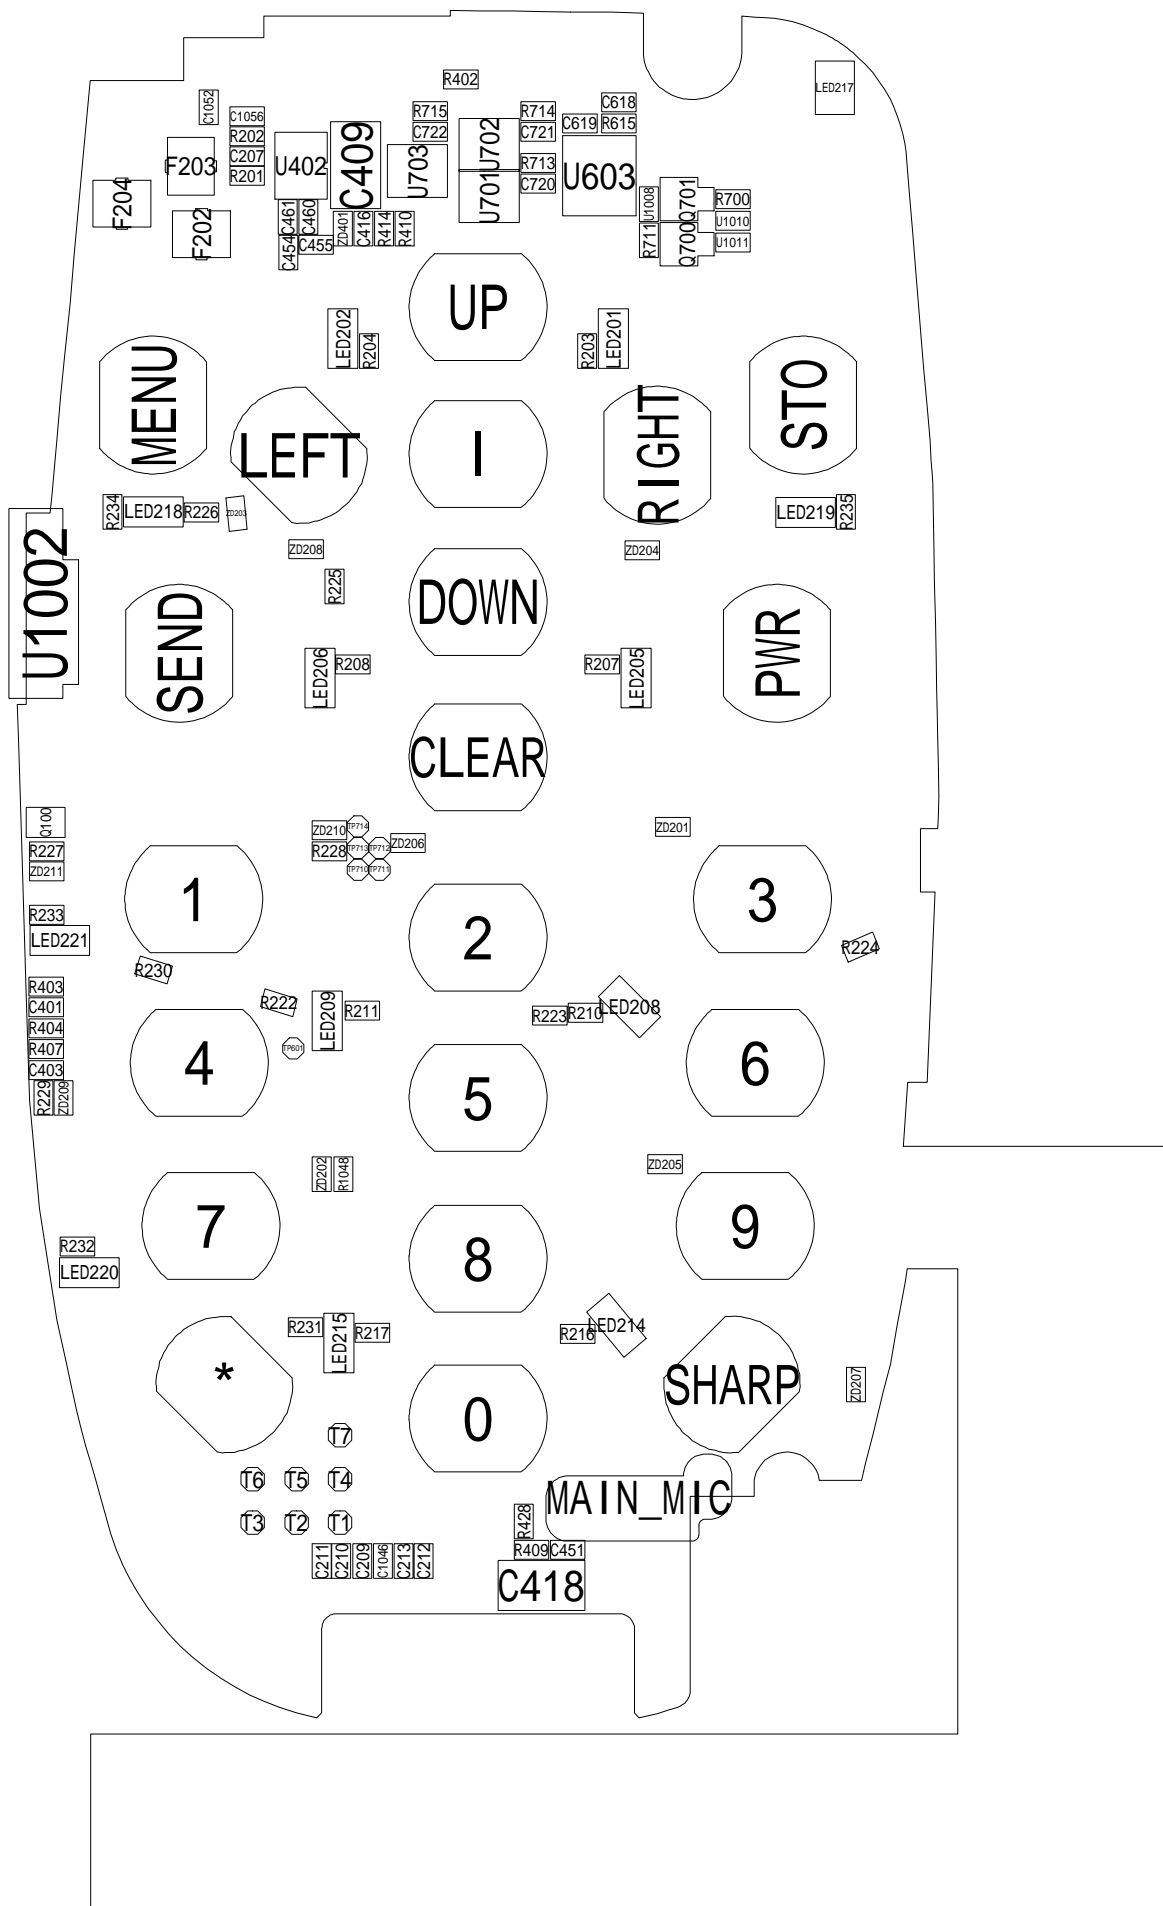 R402
LED217
C1052
C1056
R715
R714
C618
C722
U702
C721
C619
R615
R202
F203
C207
R201
U402
C409
U703
R713
C720
U701
U603
F204
F202
C461
C460
ZD401
C416
R414
R410
U1008
Q701
R700
C454
C455
R711
Q700
U1010
U1011
UP
LED202
R204
R203
LED201
MENU
LEFT
I
RIGHT
STO
R234
LED218
R226
ZD203
LED219
R235
ZD208
ZD204
U1002
R225
DOWN
SEND
PWR
LED206
R208
R207
LED205
CLEAR
Q100
ZD210
TP714
ZD206
ZD201
R227
R228
TP713
TP712
ZD211
TP710
TP711
1
2
3
R233
LED221
R224
R230
R403
R222
LED209
R211
R223
R210
LED208
C401
R404
R407
C403
TP601
4
5
6
R229
ZD209
ZD202
R1048
ZD205
7
8
9
R232
LED220
R231
LED215
R217
R216
LED214
*
0
SHARP
ZD207
T7
T6
T5
T4
T3
T2
T1
MAIN_MIC
R428
C211
C210
C209
C1046
C213
C212
R409
C451
C418